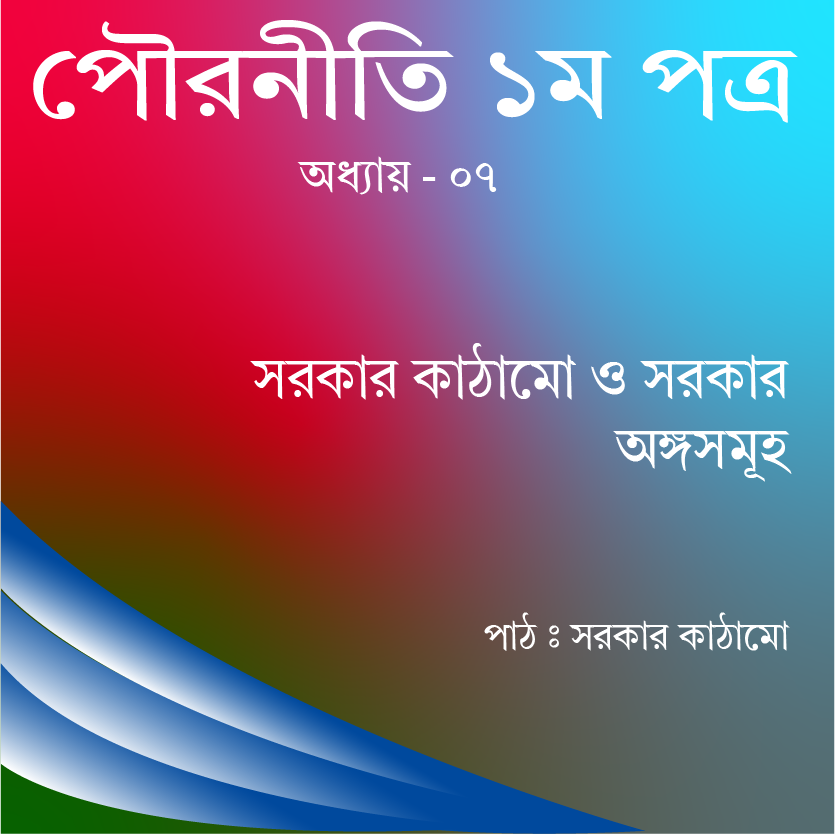 পৌরনীতি ১ম পত্র
অধ্যায় - ০৭
সরকার কাঠামো ও সরকার
অঙ্গসমূহ
পাঠ ঃ সরকার কাঠামো